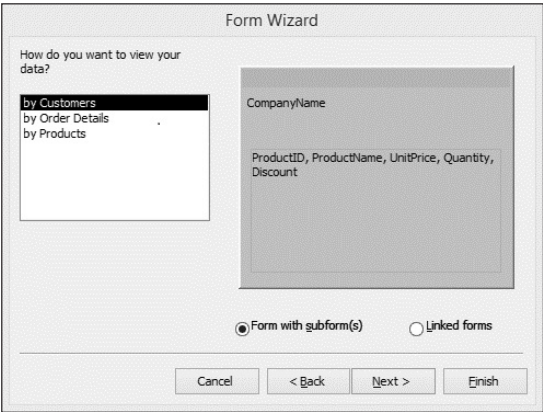 Form Wizard
How do you want to view your
data?
by Customers
by Order Details
by Products
CompanyName
ProductID, ProductName, UnitPrice, Quantity,
Discount
Form with subform(s)
Linked forms
Cancel
< Back
Next >
Finish